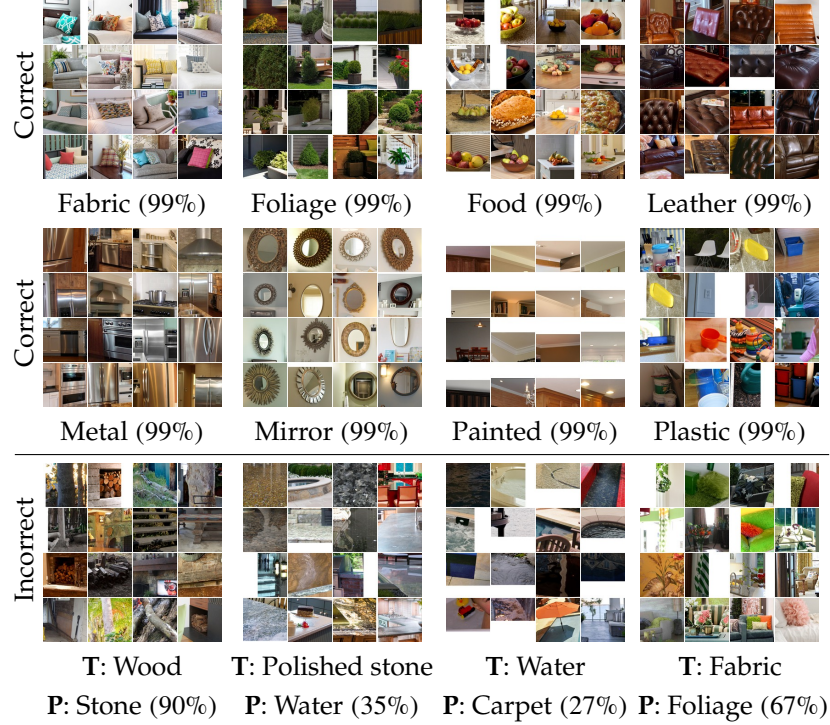 Correct
Fabric (99%)
Foliage (99%)
Food (99%)
Leather (99%)
Correct
Metal (99%)
Mirror (99%)
Painted (99%)
Plastic (99%)
Incorrect
T: Wood
P: Stone (90%)
T: Polished stone
P: Water (35%)
T: Water
P: Carpet (27%)
T: Fabric
P: Foliage (67%)